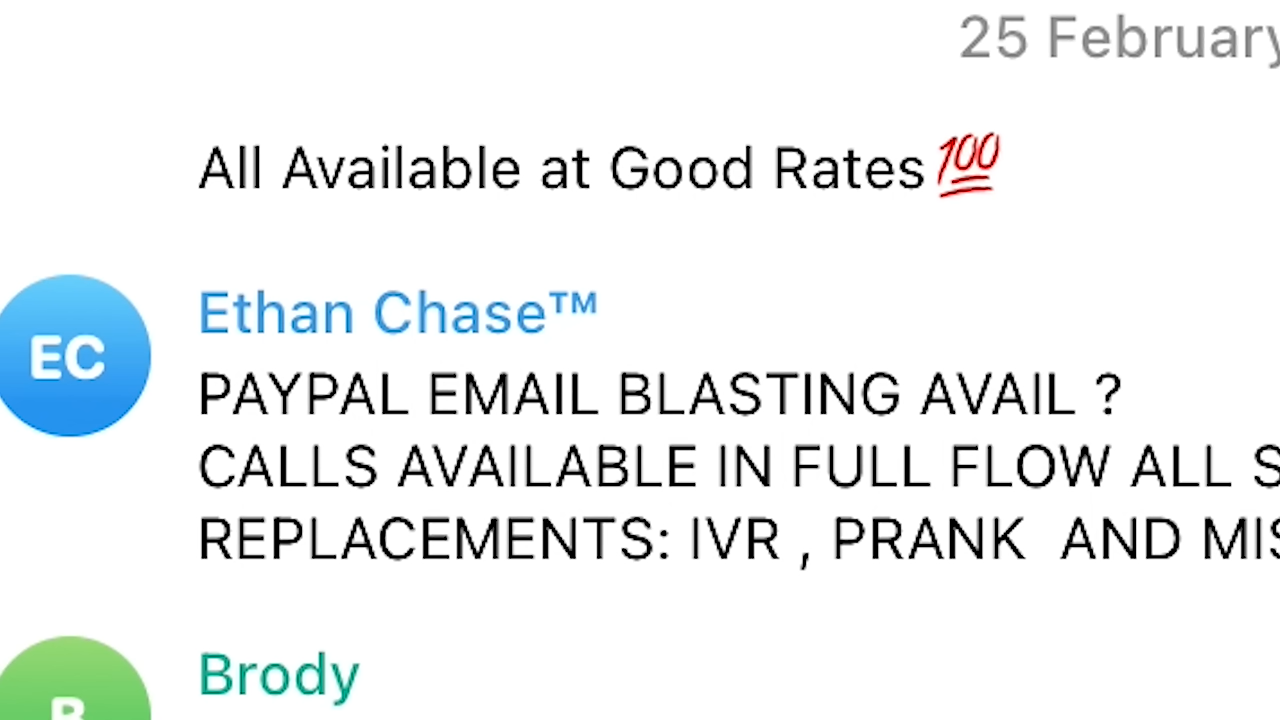 25 February
All Available at Good Rates💯
Ethan Chase™
EC
PAYPAL EMAIL BLASTING AVAIL ?
CALLS AVAILABLE IN FULL FLOW ALL
REPLACEMENTS: IVR , PRANK AND
Brody
B